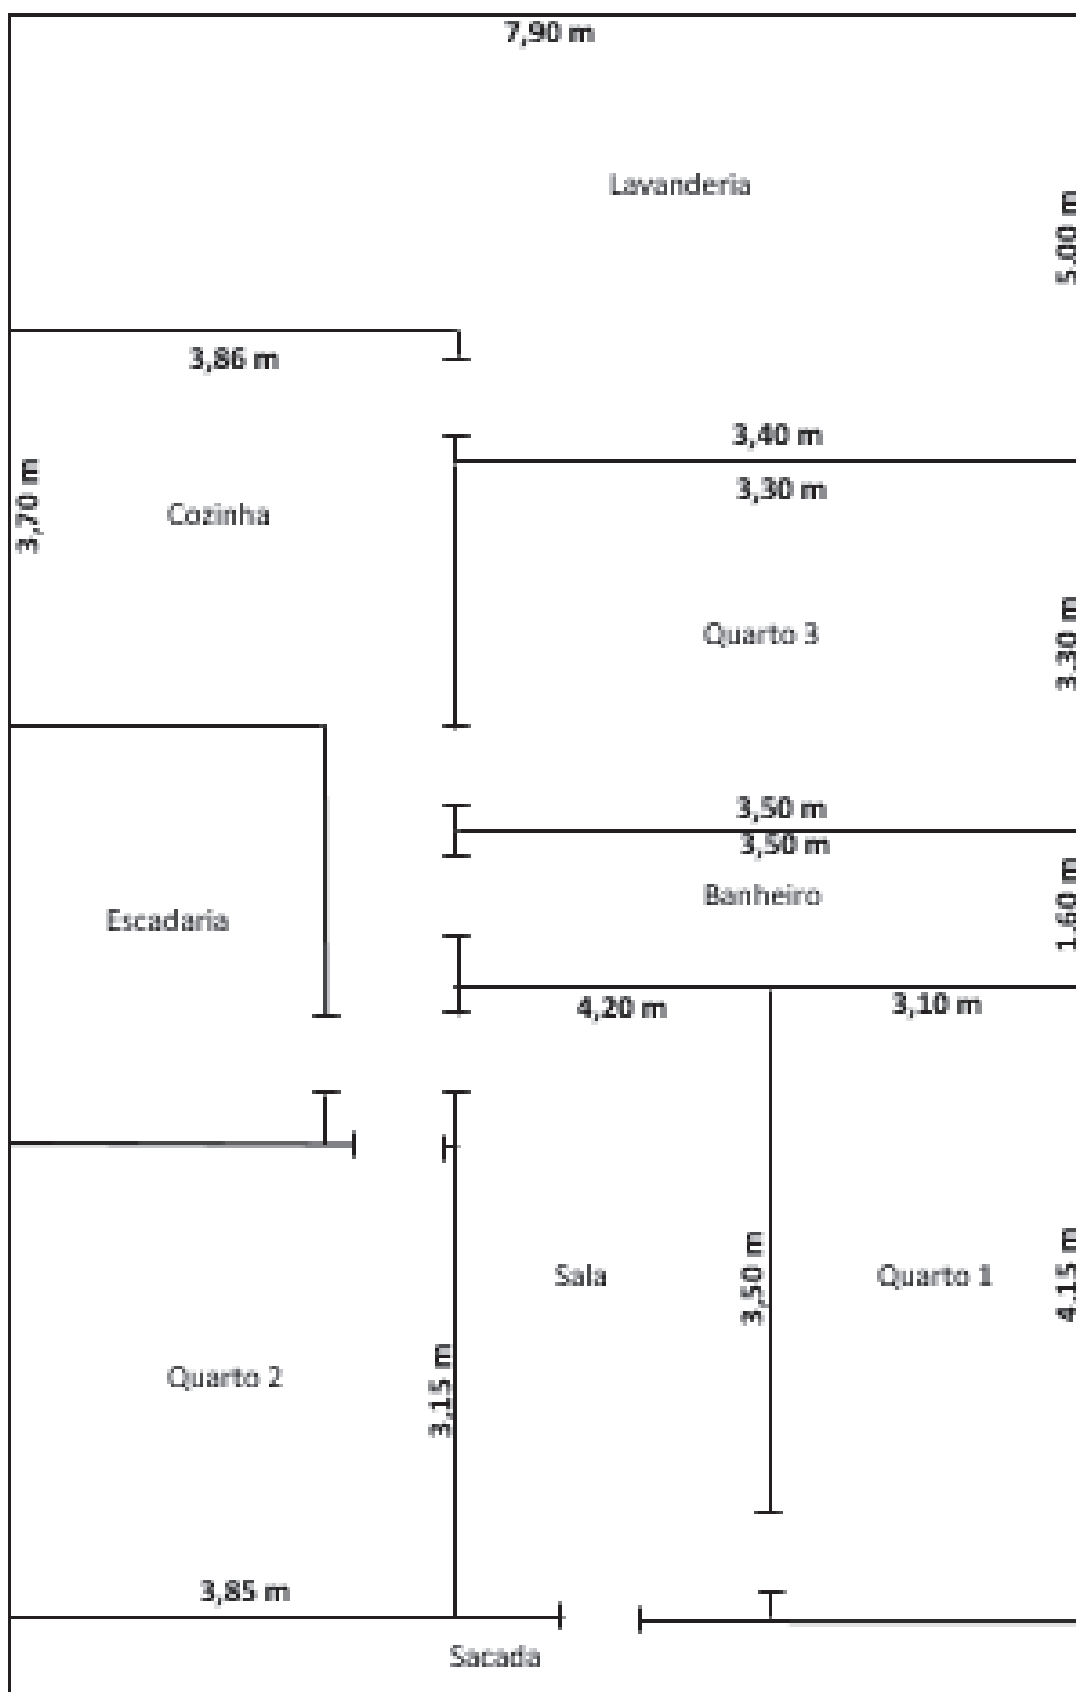 7,90 m
Lavanderia
5,00 m
3,86 m
3,40 m
3,30 m
3,70 m
Cozinha
Quarto 3
3,30 m
3,50 m
3,50 m
Banheiro
1,60 m
Escadaria
4,20 m
3,10 m
Sala
3,50 m
Quarto 1
4,15 m
Quarto 2
3,15 m
3,85 m
Sacada